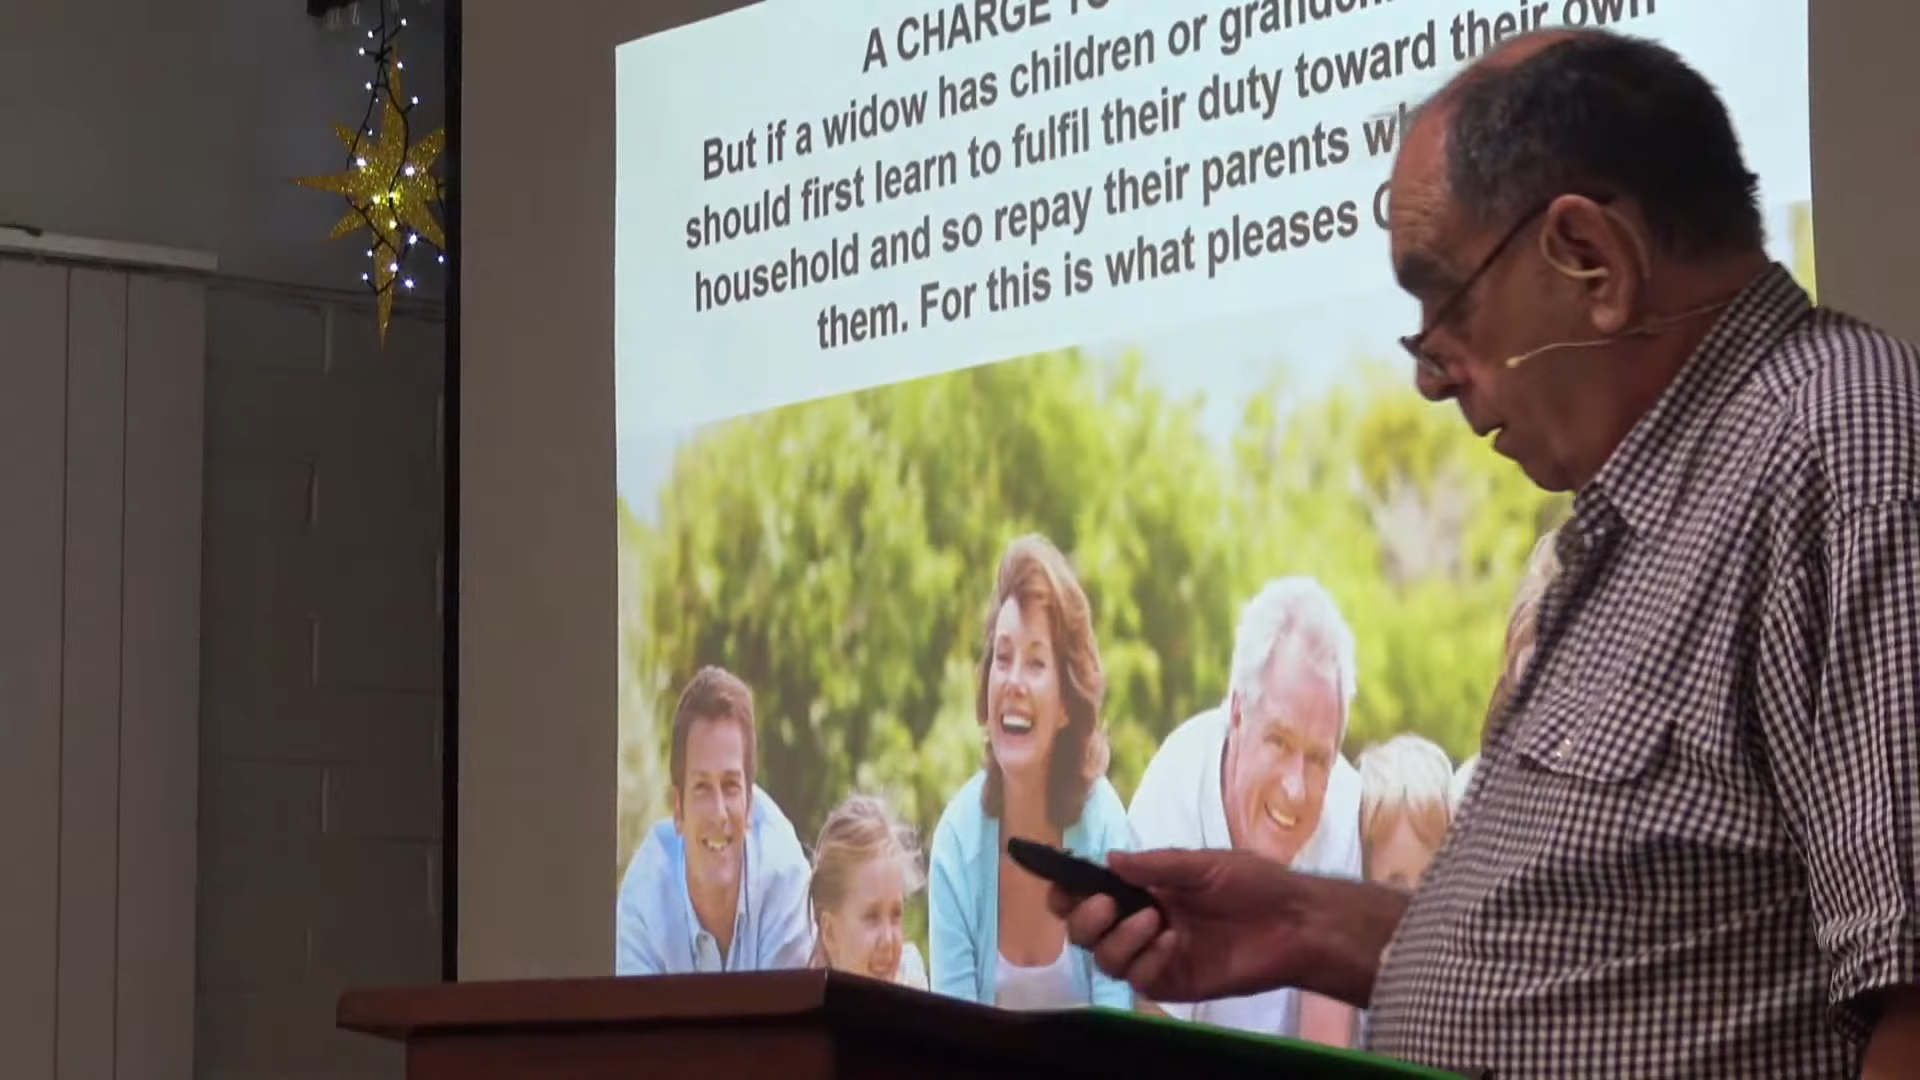 A CHARGE
But if a widow has children or
should first learn to fulfil their duty toward their own
household and so repay their parents
them. For this is what pleases